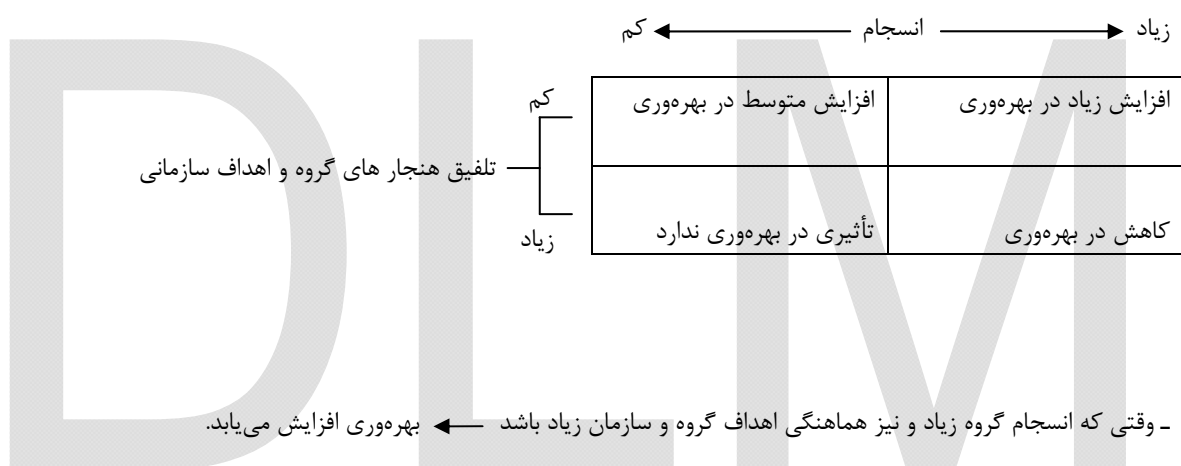 زیاد ◄── انسجام ──► کم
افزایش زیاد در بهره‌وری
افزایش متوسط در بهره‌وری
کم
تلفیق هنجار های گروه و اهداف سازمانی
کاهش در بهره‌وری
تأثیری در بهره‌وری ندارد
زیاد
ـ وقتی که انسجام گروه زیاد و نیز هماهنگی اهداف گروه و سازمان زیاد باشد ← بهره‌وری افزایش می‌یابد.
DLM